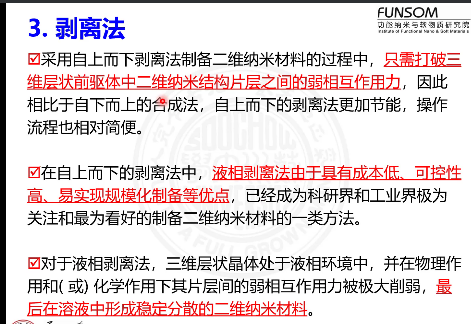 3. 剥离法
FUNSOM
功能纳米与软物质研究院
Institute of Functional Nano & Soft Materials
☑采用自上而下剥离法制备二维纳米材料的过程中，只需打破三
维层状前驱体中二维纳米结构片层之间的弱相互作用力，因此
相比于自下而上的合成法，自上而下的剥离法更加节能，操作
流程也相对简便。
☑在自上而下的剥离法中，液相剥离法由于具有成本低、可控性
高、易实现规模化制备等优点，已经成为科研界和工业界极为
关注和最为看好的制备二维纳米材料的一类方法。
☑对于液相剥离法，三维层状晶体处于液相环境中，并在物理作
用和( 或) 化学作用下其片层间的弱相互作用力被极大削弱，最
后在溶液中形成稳定分散的二维纳米材料。